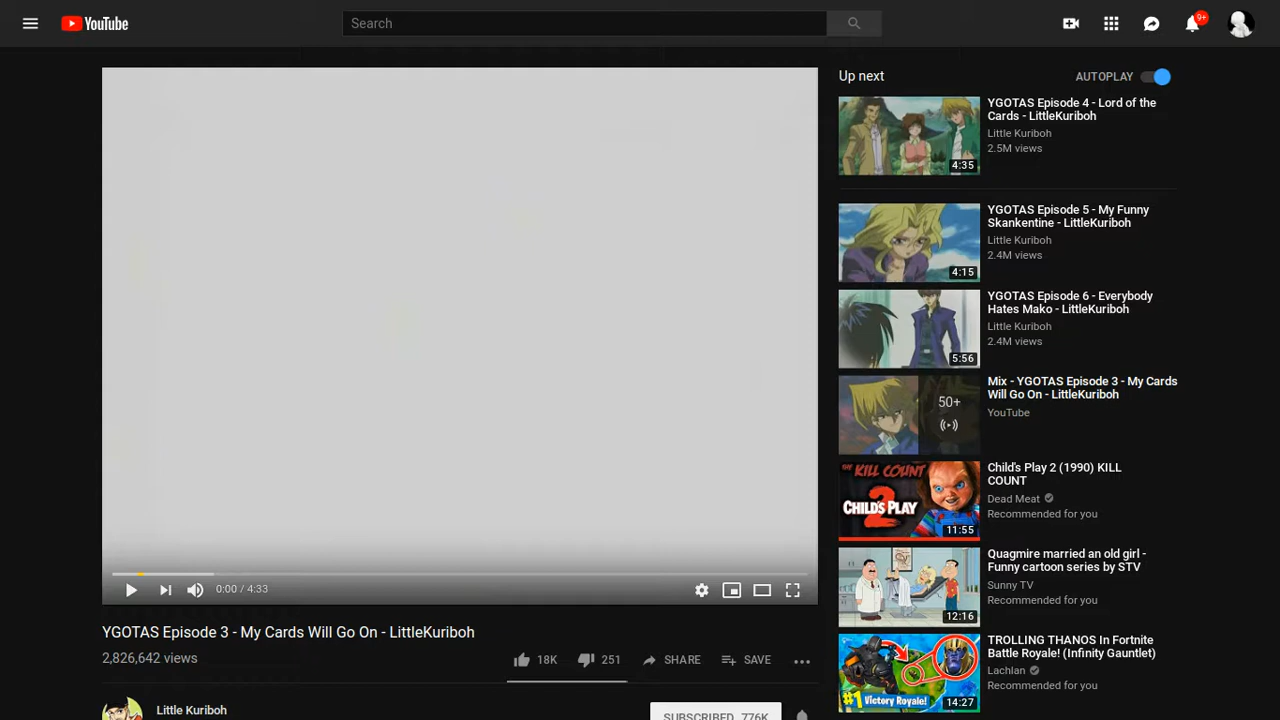 YouTube
Search
9+
Up next
AUTOPLAY
YGOTAS Episode 4 - Lord of the
Cards - LittleKuriboh
Little Kuriboh
2.5M views
4:35
YGOTAS Episode 5 - My Funny
Skankentine - LittleKuriboh
Little Kuriboh
2.4M views
4:15
YGOTAS Episode 6 - Everybody
Hates Mako - LittleKuriboh
Little Kuriboh
2.4M views
5:56
Mix - YGOTAS Episode 3 - My Cards
Will Go On - LittleKuriboh
YouTube
50+
THE KILL COUNT
2
CHILD'S PLAY
11:55
Child's Play 2 (1990) KILL
COUNT
Dead Meat
Recommended for you
Quagmire married an old girl -
Funny cartoon series by STV
Sunny TV
Recommended for you
12:16
TROLLING THANOS In Fortnite
Battle Royale! (Infinity Gauntlet)
Lachlan
Recommended for you
#1 Victory Royale!
14:27
0:00 / 4:33
YGOTAS Episode 3 - My Cards Will Go On - LittleKuriboh
2,826,642 views
18K
251
SHARE
SAVE
Little Kuriboh
SUBSCRIBED 776K